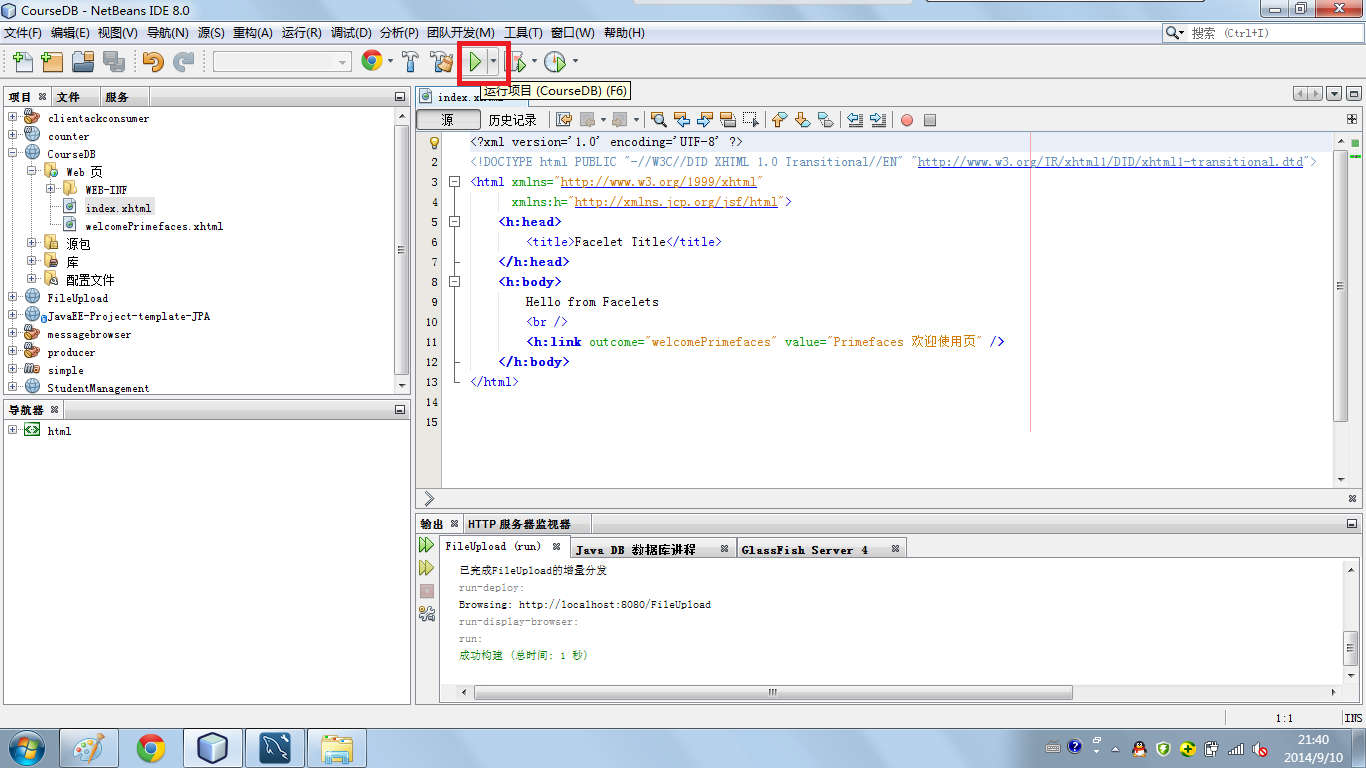 CourseDB - NetBeans IDE 8.0
文件(F) 编辑(E) 视图(V) 导航(N) 源(S) 重构(A) 运行(R) 调试(D) 分析(P) 团队开发(M) 工具(T) 窗口(W) 帮助(H)
搜索 (Ctrl+I)
运行项目 (CourseDB) (F6)
项目 文件 服务
clientackconsumer
counter
CourseDB
Web 页
WEB-INF
index.xhtml
welcomePrimefaces.xhtml
源包
库
配置文件
FileUpload
JavaEE-Project-template-JPA
messagebrowser
producer
simple
StudentManagement
导航器
html
index.xhtml
源 历史记录
1 <?xml version='1.0' encoding='UTF-8' ?>
2 <!DOCTYPE html PUBLIC "-//W3C//DTD XHTML 1.0 Transitional//EN" "http://www.w3.org/TR/xhtml1/DTD/xhtml1-transitional.dtd">
3 <html xmlns="http://www.w3.org/1999/xhtml"
4 xmlns:h="http://xmlns.jcp.org/jsf/html">
5 <h:head>
6 <title>Facelet Title</title>
7 </h:head>
8 <h:body>
9 Hello from Facelets
10 <br />
11 <h:link outcome="welcomePrimefaces" value="Primefaces 欢迎使用页" />
12 </h:body>
13 </html>
14
15
输出 HTTP 服务器监视器
FileUpload (run) Java DB 数据库进程 GlassFish Server 4
已完成FileUpload的增量分发
run-deploy:
Browsing: http://localhost:8080/FileUpload
run-display-browser:
run:
成功构建 (总时间: 1 秒)
1:1 INS
21:40
2014/9/10